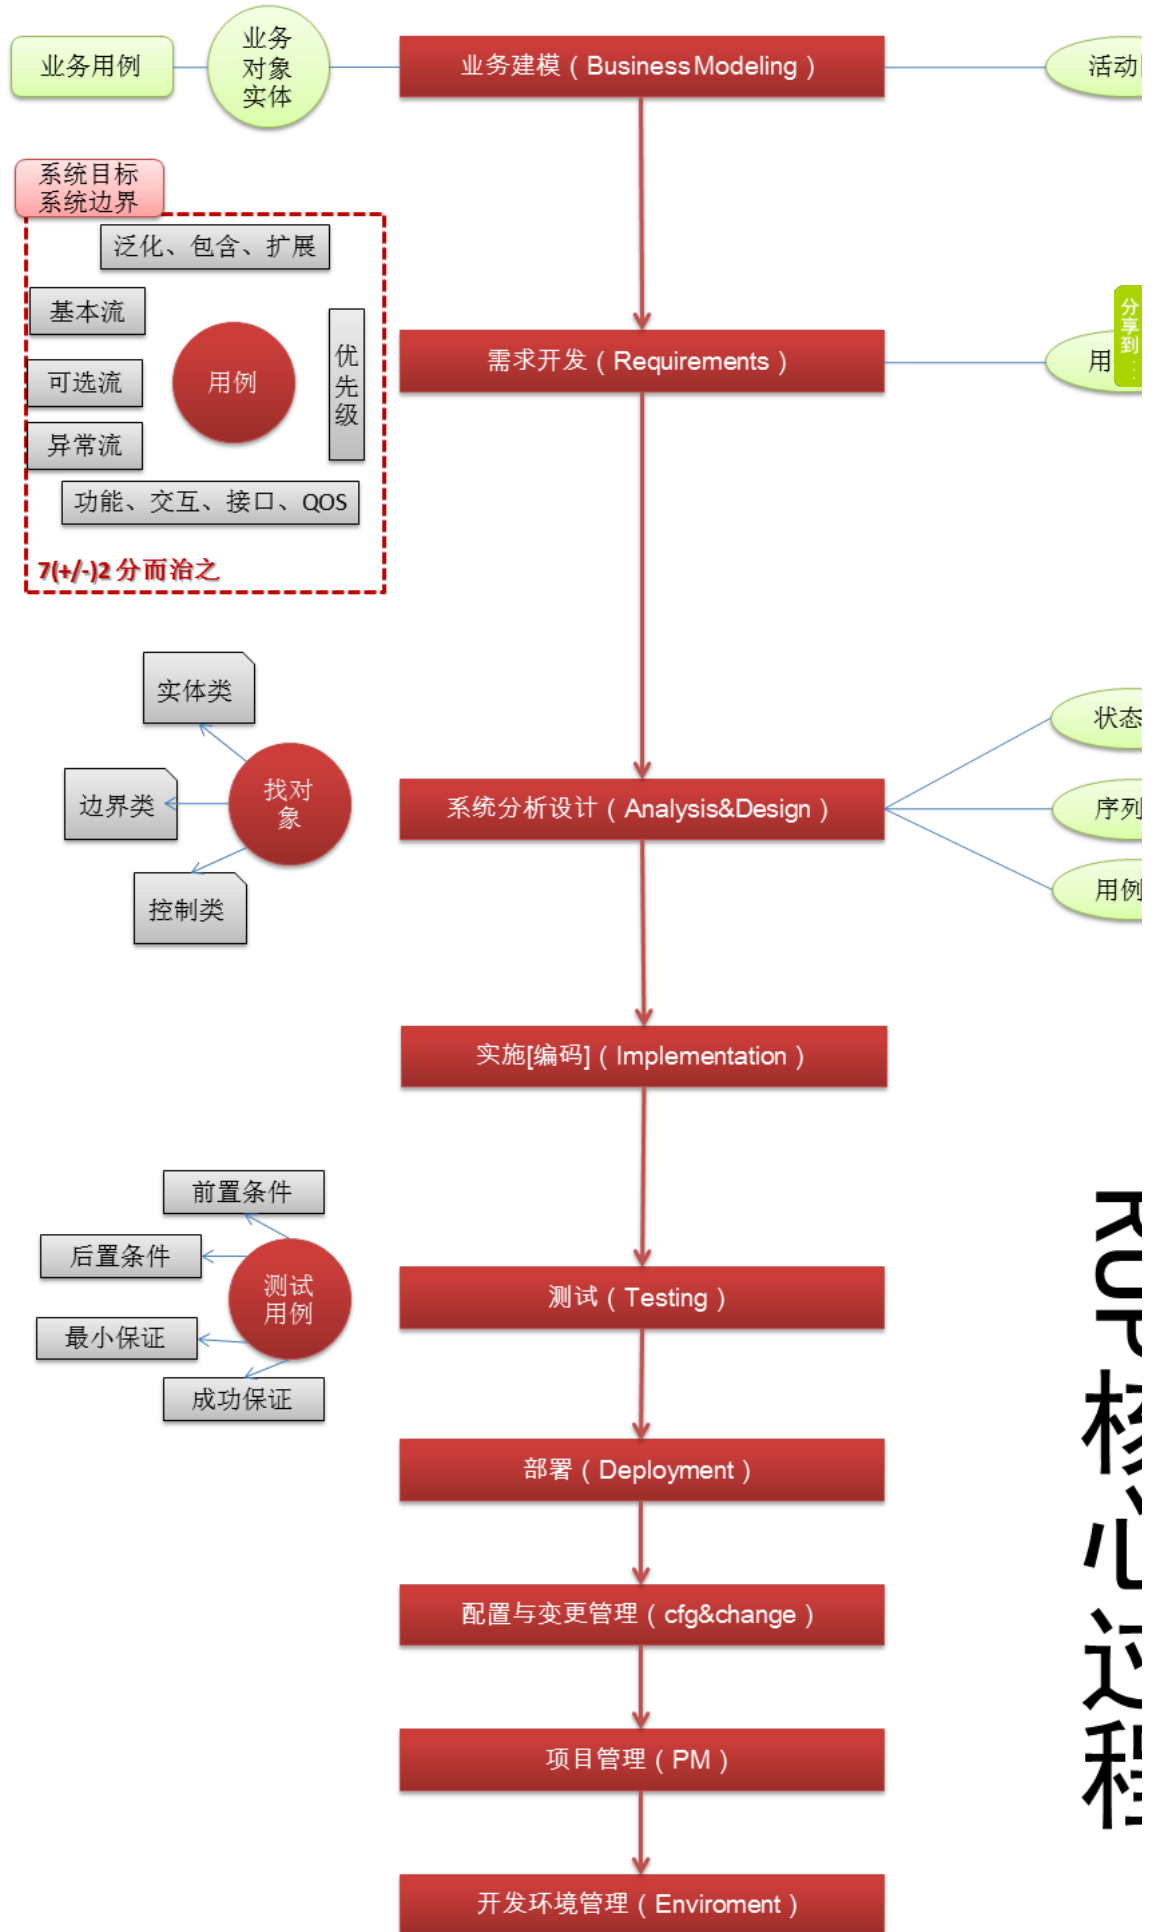 业务用例
业务
对象
实体
业务建模（Business Modeling）
活动
系统目标
系统边界
泛化、包含、扩展
基本流
可选流
异常流
用例
优先级
功能、交互、接口、QOS
7(+/-)2 分而治之
需求开发（Requirements）
用
分享到：
实体类
边界类
控制类
找对
象
系统分析设计（Analysis&Design）
状态
序列
用例
实施[编码]（Implementation）
前置条件
后置条件
最小保证
成功保证
测试
用例
测试（Testing）
部署（Deployment）
配置与变更管理（cfg&change）
项目管理（PM）
开发环境管理（Enviroment）
RUP核心过程